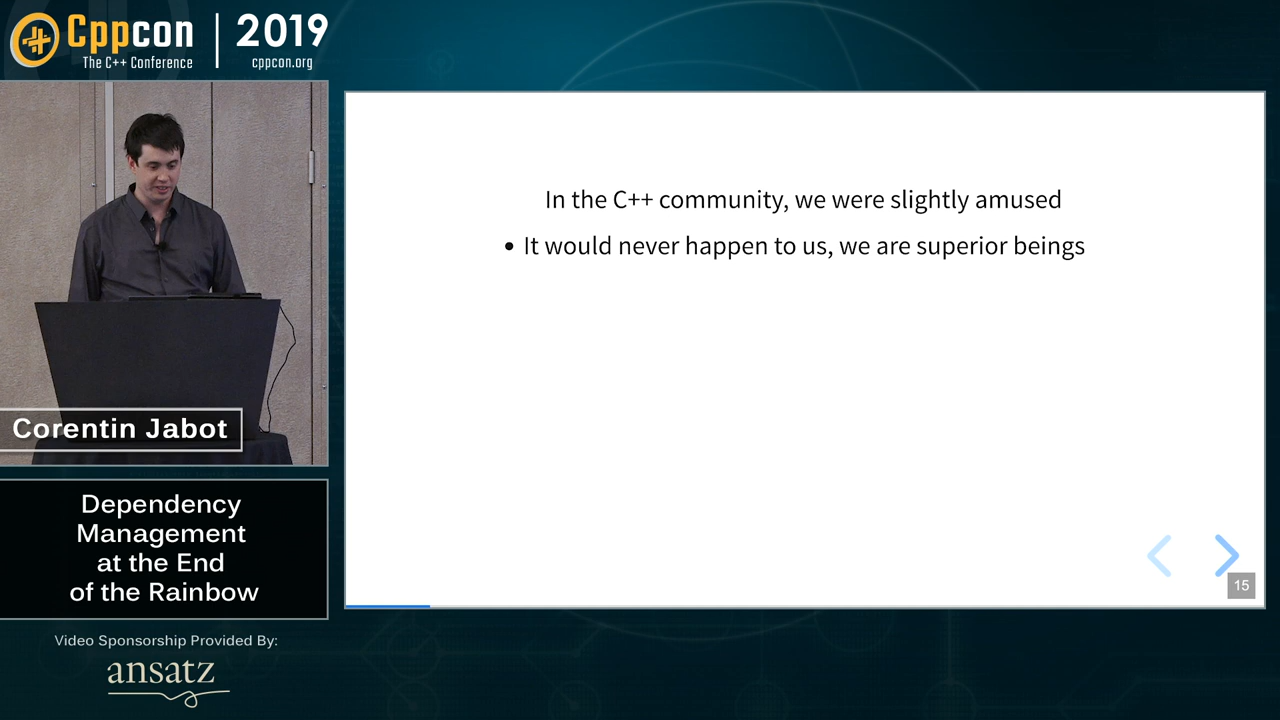 Cppcon
The C++ Conference
2019
cppcon.org
In the C++ community, we were slightly amused
• It would never happen to us, we are superior beings
15
Corentin Jabot
Dependency
Management
at the End
of the Rainbow
Video Sponsorship Provided By:
ansatz